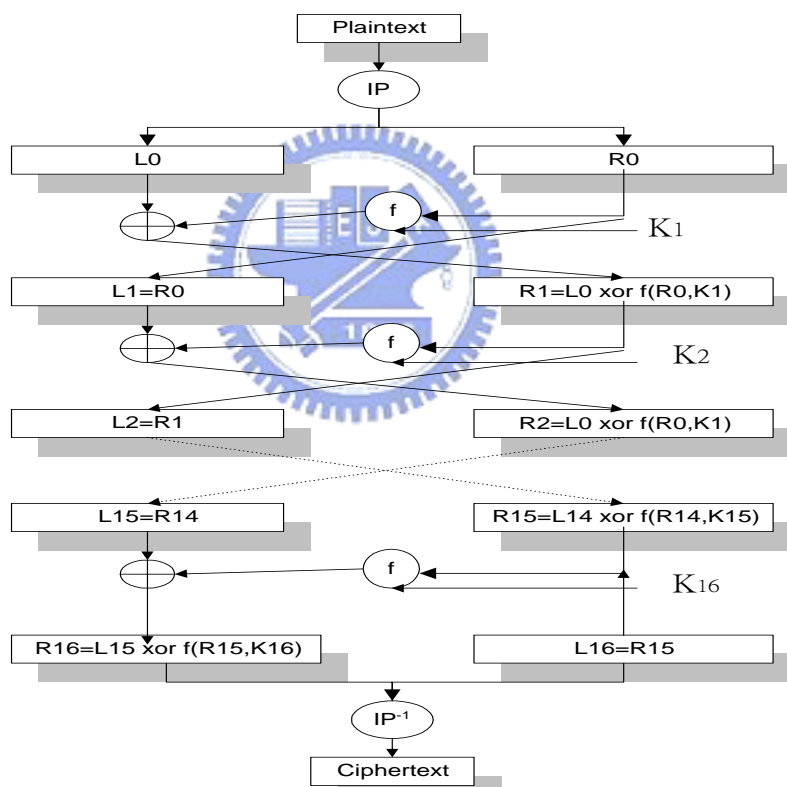 Plaintext
IP
L0
R0
f
K1
L1=R0
R1=L0 xor f(R0,K1)
f
K2
L2=R1
R2=L0 xor f(R0,K1)
L15=R14
R15=L14 xor f(R14,K15)
f
K16
R16=L15 xor f(R15,K16)
L16=R15
IP-1
Ciphertext